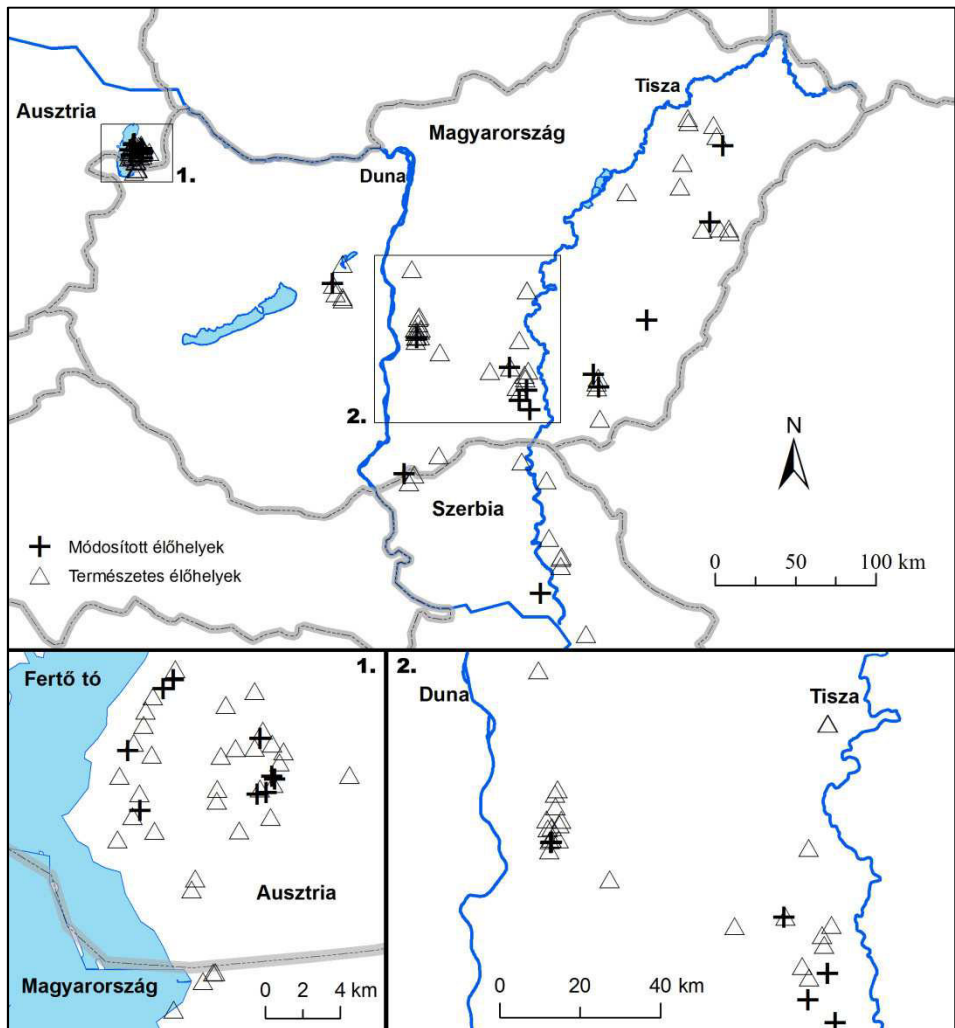 Ausztria
Tisza
Magyarország
1.
Duna
2.
N
Szerbia
Módosított élőhelyek
Természetes élőhelyek
0 50 100 km
1.
Fertő tó
Ausztria
Magyarország
0 2 4 km
2.
Duna
Tisza
0 20 40 km